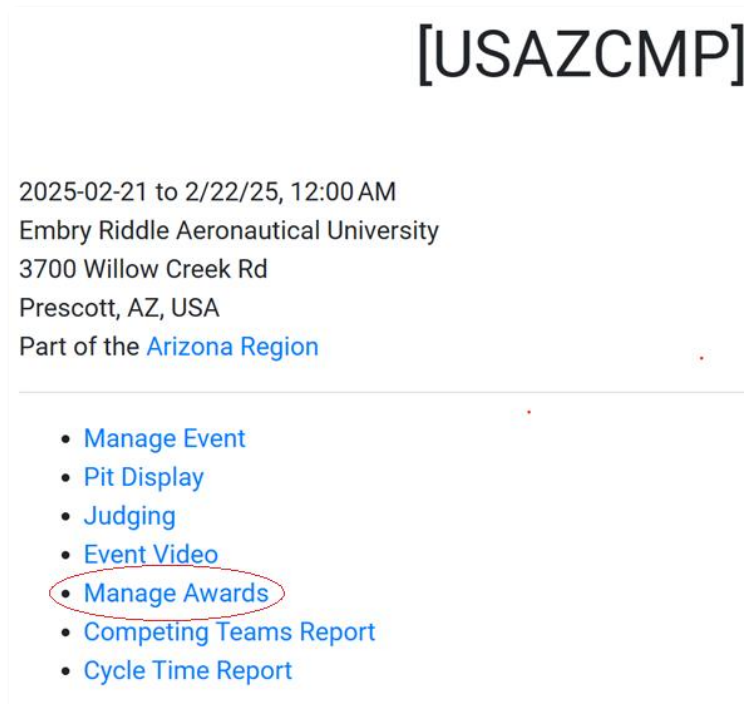 [USAZCMP]
2025-02-21 to 2/22/25, 12:00 AM
Embry Riddle Aeronautical University
3700 Willow Creek Rd
Prescott, AZ, USA
Part of the Arizona Region
• Manage Event
• Pit Display
• Judging
• Event Video
• Manage Awards
• Competing Teams Report
• Cycle Time Report